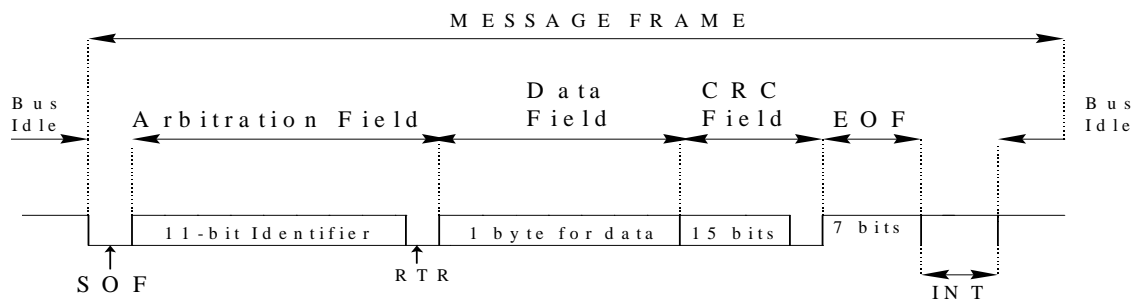 MESSAGE FRAME
Bus
Idle
Arbitration Field
Data
Field
CRC
Field
EOF
Bus
Idle
11-bit Identifier
1 byte for data
15 bits
7 bits
SOF
RTR
INT